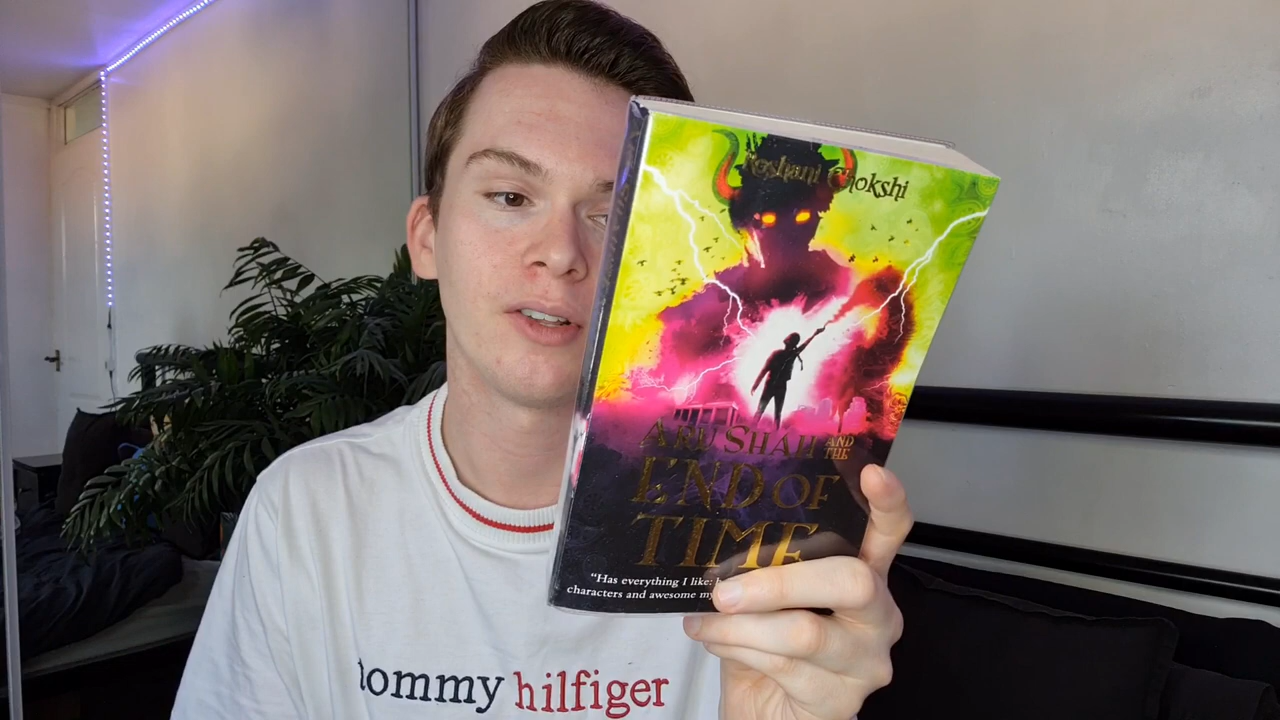 Roshani Chokshi
ARU SHAH AND THE
END OF
TIME
"Has everything I like:
characters and awesome
tommy hilfiger